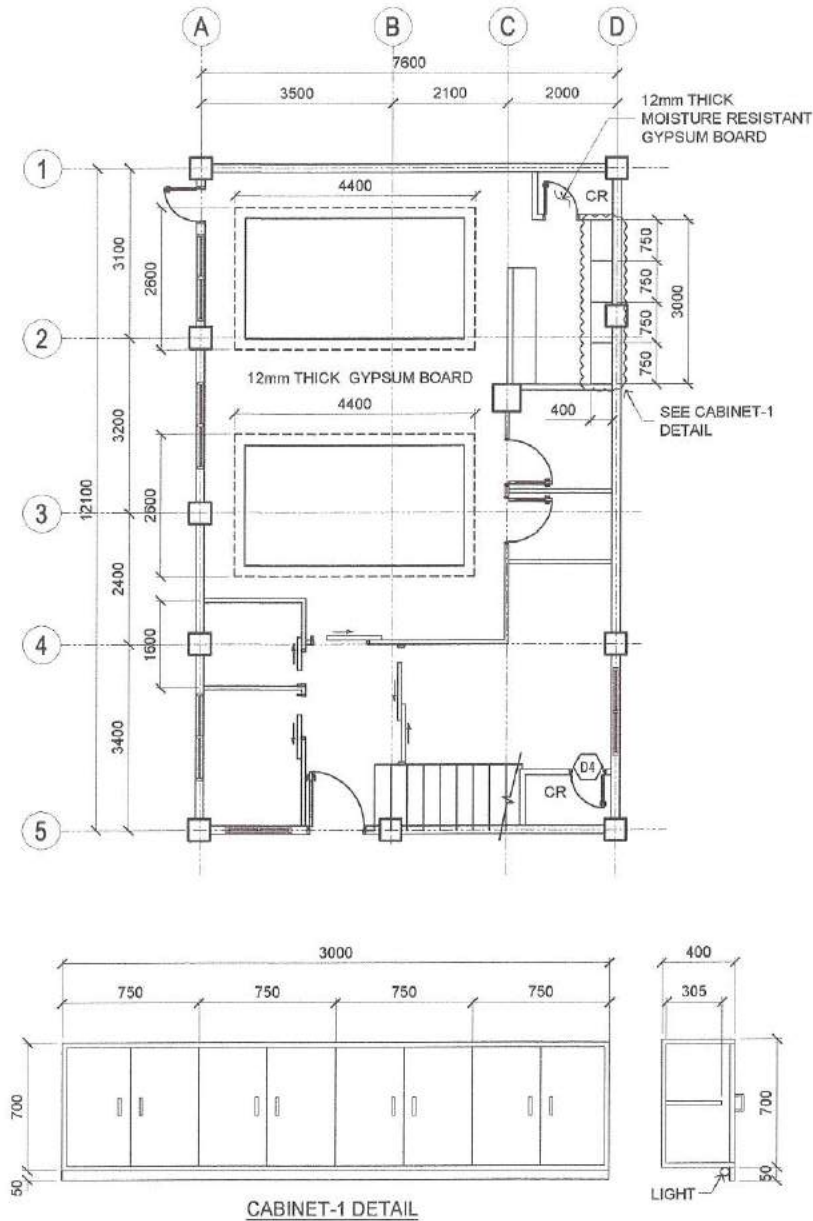 A
B
C
D
7600
3500
2100
2000
12mm THICK
MOISTURE RESISTANT
GYPSUM BOARD
1
4400
CR
3100
2600
750
750
750
750
3000
2
12mm THICK GYPSUM BOARD
4400
400
SEE CABINET-1
DETAIL
3200
12100
2600
3
2400
4
1600
3400
D4
CR
5
3000
750
750
750
750
400
305
700
50
700
50
LIGHT
CABINET-1 DETAIL